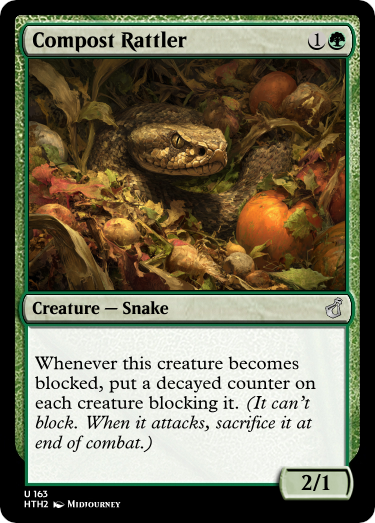 Compost Rattler 1
Creature — Snake
Whenever this creature becomes
blocked, put a decayed counter on
each creature blocking it. (It can't
block. When it attacks, sacrifice it at
end of combat.)
2/1
U 163
HTH2 Midjourney